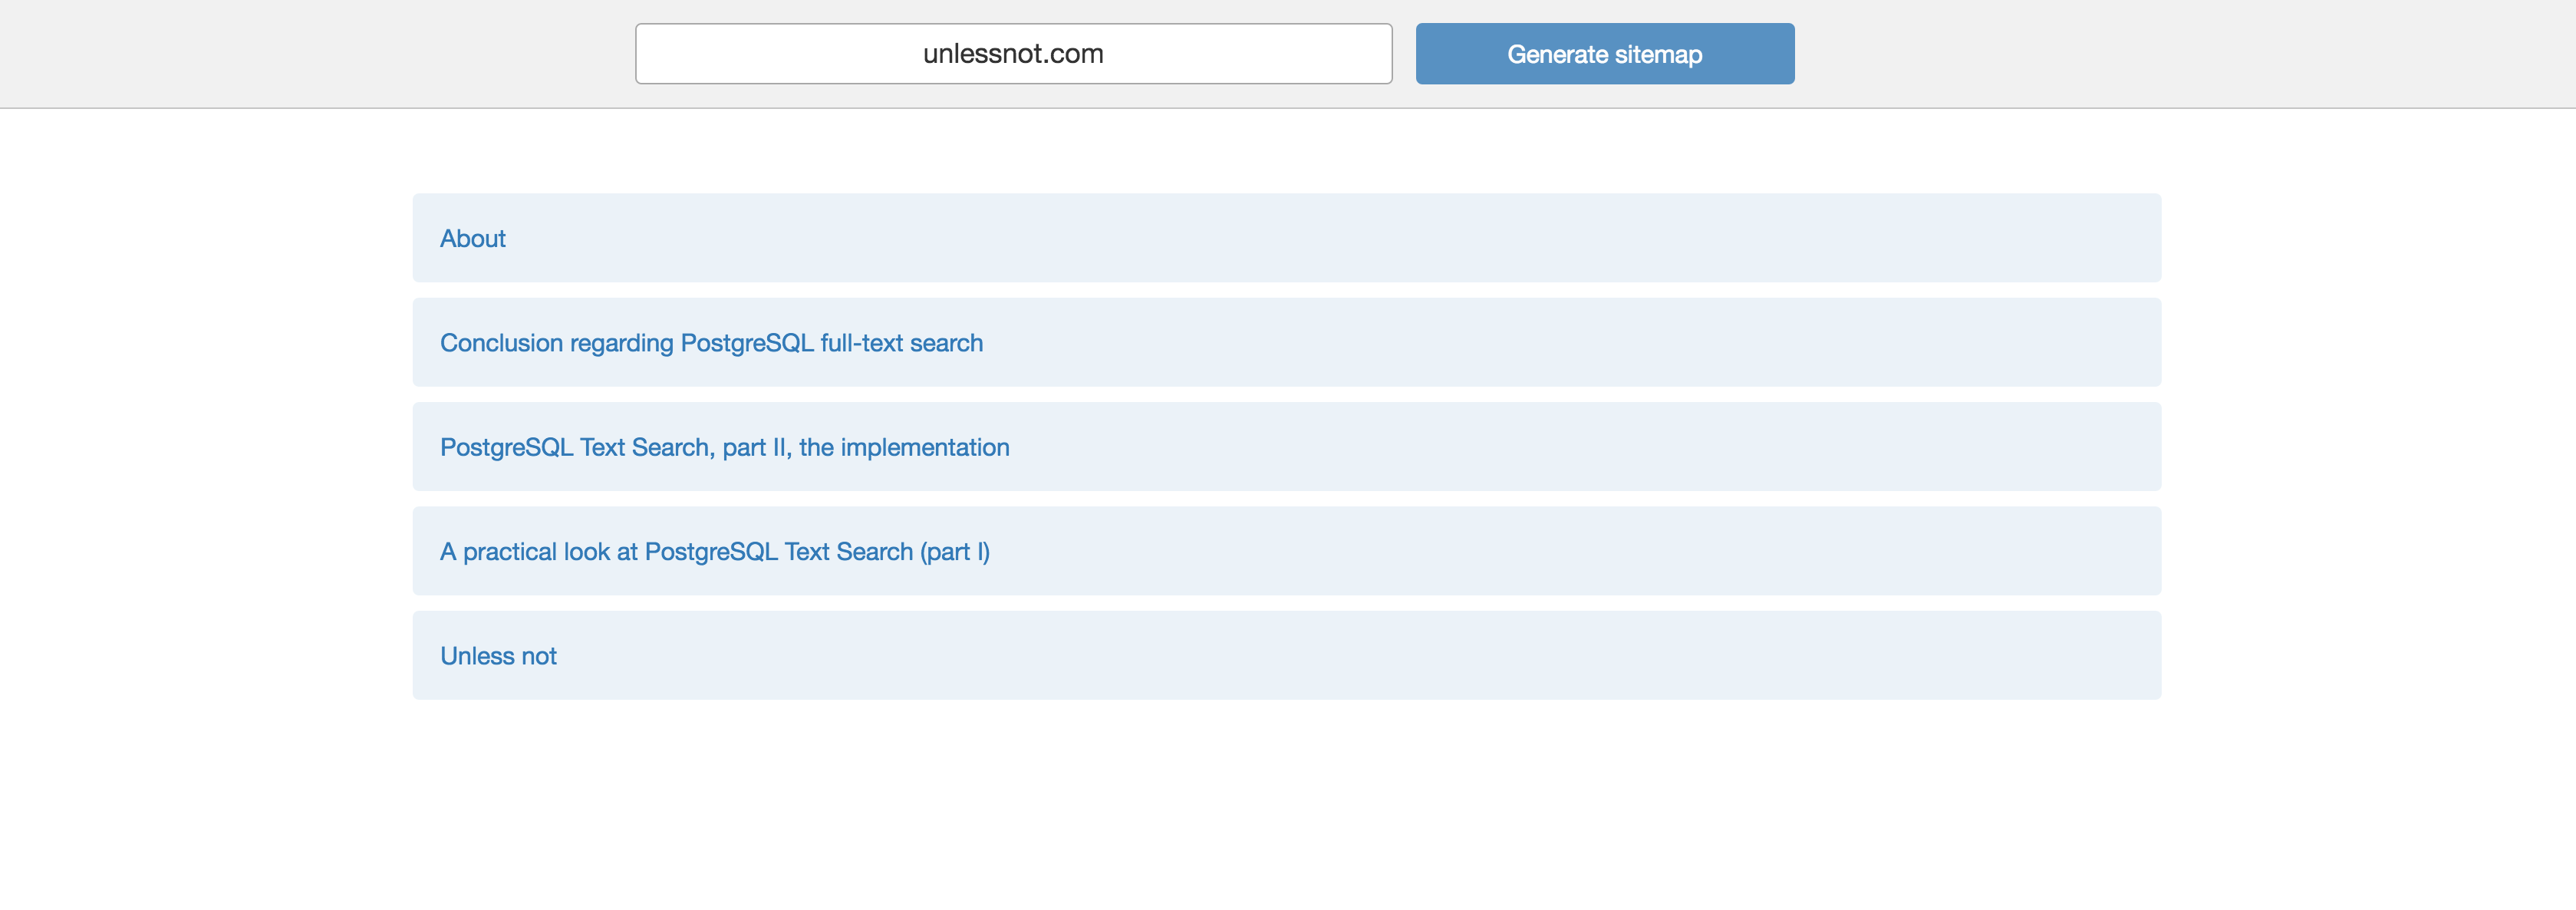 unlessnot.com
Generate sitemap
About
Conclusion regarding PostgreSQL full-text search
PostgreSQL Text Search, part II, the implementation
A practical look at PostgreSQL Text Search (part I)
Unless not